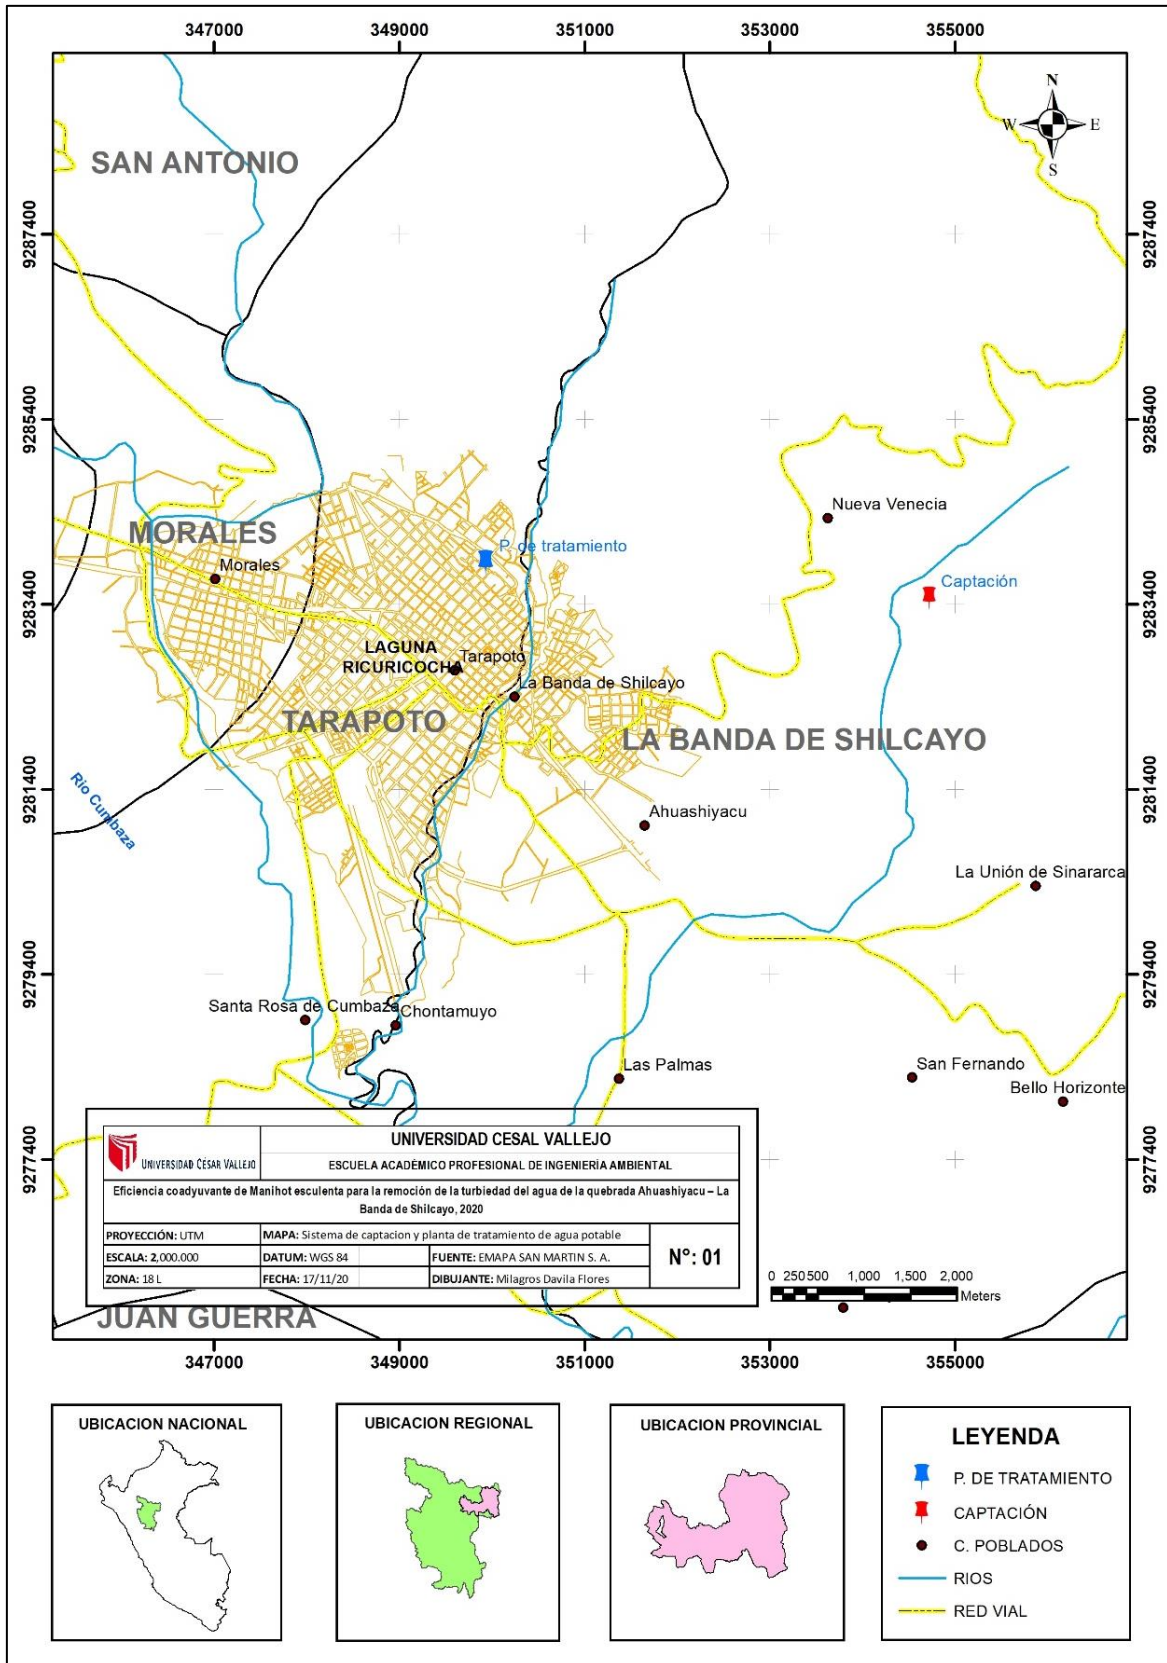 347000 349000 351000 353000 355000
N
W E
S
SAN ANTONIO
9287400 9287400
9285400 9285400
Nueva Venecia
MORALES
P. de tratamiento
Morales
Captación
9283400 9283400
LAGUNA
RICURICOCHA
Tarapoto
La Banda de Shilcayo
TARAPOTO
LA BANDA DE SHILCAYO
Rio Cumbaza
9281400 9281400
Ahuashiyacu
La Unión de Sinararca
9279400 9279400
Santa Rosa de Cumbaza
Chontamuyo
Las Palmas
San Fernando
Bello Horizonte
9277400 9277400
UNIVERSIDAD CÉSAR VALLEJO
UNIVERSIDAD CESAL VALLEJO
ESCUELA ACADÉMICO PROFESIONAL DE INGENIERÍA AMBIENTAL
Eficiencia coadyuvante de Manihot esculenta para la remoción de la turbiedad del agua de la quebrada Ahuashiyacu – La
Banda de Shilcayo, 2020
PROYECCIÓN: UTM MAPA: Sistema de captacion y planta de tratamiento de agua potable
ESCALA: 2,000.000 DATUM: WGS 84 FUENTE: EMAPA SAN MARTIN S. A.
N°: 01
ZONA: 18 L FECHA: 17/11/20 DIBUJANTE: Milagros Davila Flores
0 250 500 1,000 1,500 2,000
Meters
JUAN GUERRA
347000 349000 351000 353000 355000
UBICACION NACIONAL
UBICACION REGIONAL
UBICACION PROVINCIAL
LEYENDA
P. DE TRATAMIENTO
CAPTACIÓN
C. POBLADOS
RIOS
RED VIAL